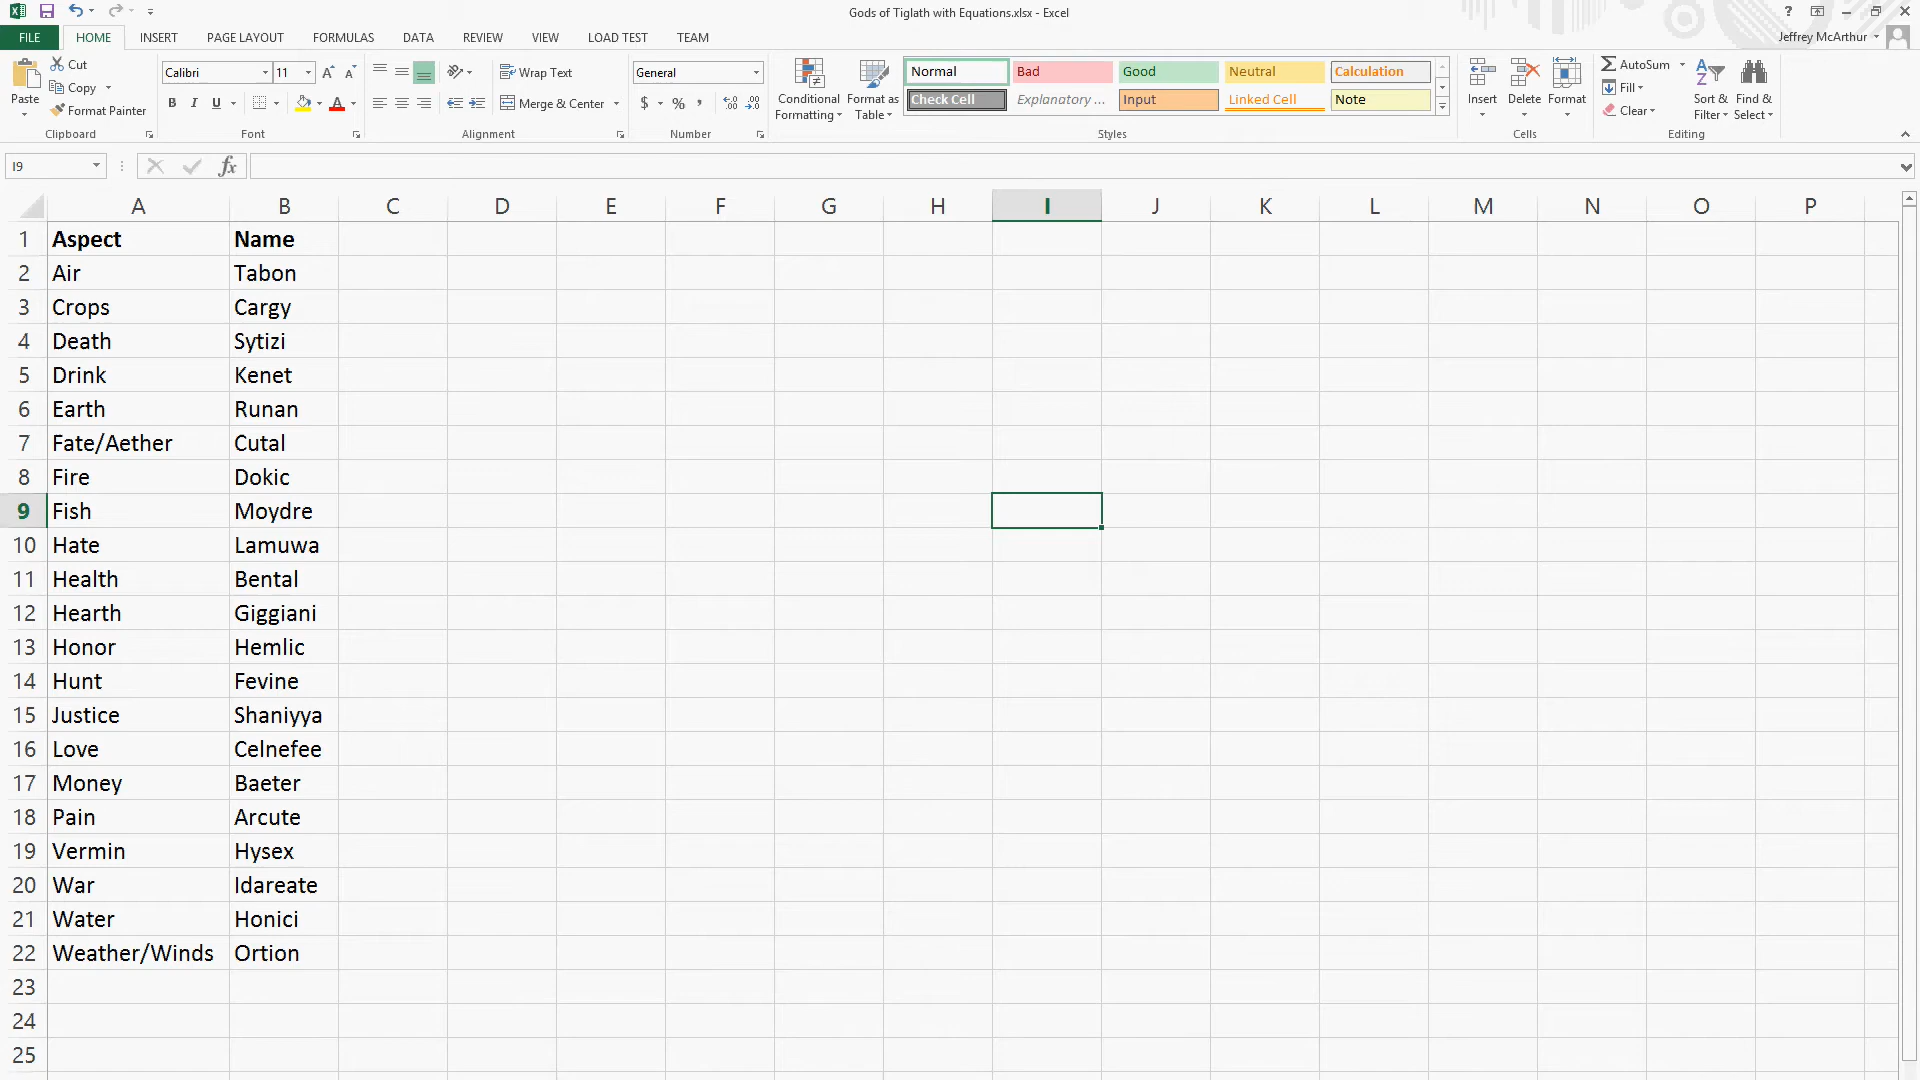 Gods of Tiglath with Equations.xlsx - Excel
?
FILE HOME INSERT PAGE LAYOUT FORMULAS DATA REVIEW VIEW LOAD TEST TEAM
Jeffrey McArthur
Paste
Cut
Copy
Format Painter
Clipboard
Calibri 11
A A
B I U A
Font
Wrap Text
Merge & Center
Alignment
General
$ % ,
Number
Conditional Formatting
Format as Table
Normal Bad Good Neutral Calculation
Check Cell Explanatory ... Input Linked Cell Note
Styles
Insert Delete Format
Cells
AutoSum
Fill
Clear
Sort & Filter
Find & Select
Editing
I9 fx
A B C D E F G H I J K L M N O P
1 Aspect Name
2 Air Tabon
3 Crops Cargy
4 Death Sytizi
5 Drink Kenet
6 Earth Runan
7 Fate/Aether Cutal
8 Fire Dokic
9 Fish Moydre
10 Hate Lamuwa
11 Health Bental
12 Hearth Giggiani
13 Honor Hemlic
14 Hunt Fevine
15 Justice Shaniyya
16 Love Celnefee
17 Money Baeter
18 Pain Arcute
19 Vermin Hysex
20 War Idareate
21 Water Honici
22 Weather/Winds Ortion
23
24
25